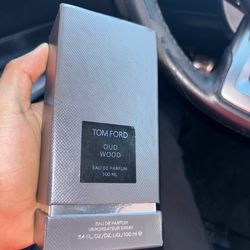 TOM FORD
OUD
WOOD
EAU DE PARFUM
100 ML
EAU DE PARFUM
VAPORISATEUR SPRAY
3.4 FL.OZ/OZ.LIQ./100 ml ℮